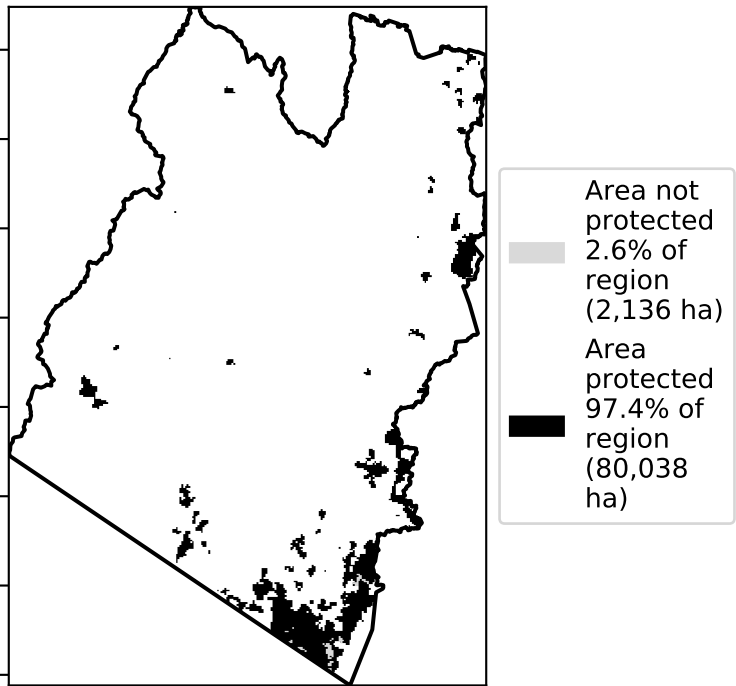 Area not
protected
2.6% of
region
(2,136 ha)
Area
protected
97.4% of
region
(80,038
ha)